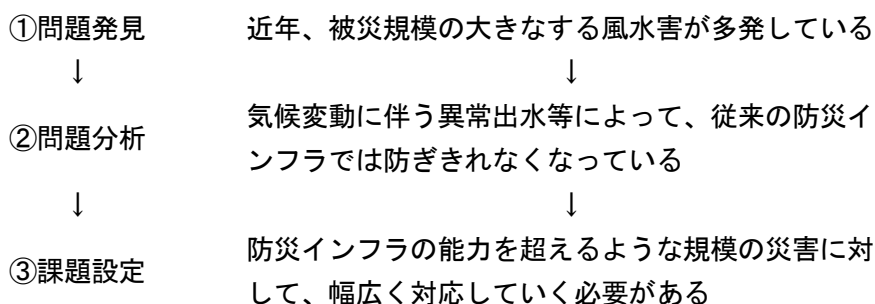 ①問題発見 近年、被災規模の大きなする風水害が多発している
↓ ↓
②問題分析 気候変動に伴う異常出水等によって、従来の防災イ
ンフラでは防ぎきれなくなっている
↓ ↓
③課題設定 防災インフラの能力を超えるような規模の災害に対
して、幅広く対応していく必要がある